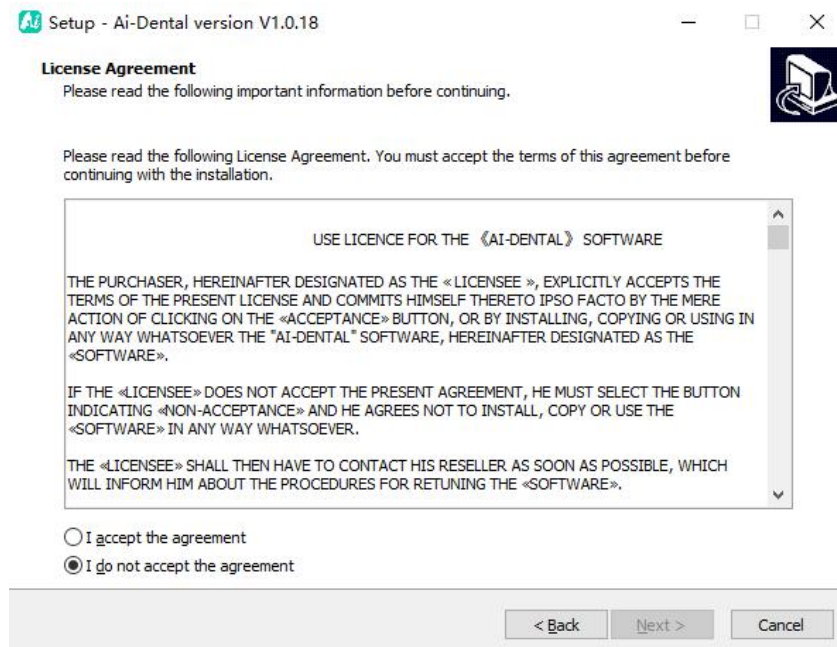 Ai Setup - Ai-Dental version V1.0.18
License Agreement
Please read the following important information before continuing.
Please read the following License Agreement. You must accept the terms of this agreement before
continuing with the installation.
USE LICENCE FOR THE 《AI-DENTAL》 SOFTWARE
THE PURCHASER, HEREINAFTER DESIGNATED AS THE « LICENSEE », EXPLICITLY ACCEPTS THE
TERMS OF THE PRESENT LICENSE AND COMMITS HIMSELF THERETO IPSO FACTO BY THE MERE
ACTION OF CLICKING ON THE «ACCEPTANCE» BUTTON, OR BY INSTALLING, COPYING OR USING IN
ANY WAY WHATSOEVER THE "AI-DENTAL" SOFTWARE, HEREINAFTER DESIGNATED AS THE
«SOFTWARE».
IF THE «LICENSEE» DOES NOT ACCEPT THE PRESENT AGREEMENT, HE MUST SELECT THE BUTTON
INDICATING «NON-ACCEPTANCE» AND HE AGREES NOT TO INSTALL, COPY OR USE THE
«SOFTWARE» IN ANY WAY WHATSOEVER.
THE «LICENSEE» SHALL THEN HAVE TO CONTACT HIS RESELLER AS SOON AS POSSIBLE, WHICH
WILL INFORM HIM ABOUT THE PROCEDURES FOR RETUNING THE «SOFTWARE».
I accept the agreement
I do not accept the agreement
< Back Next > Cancel